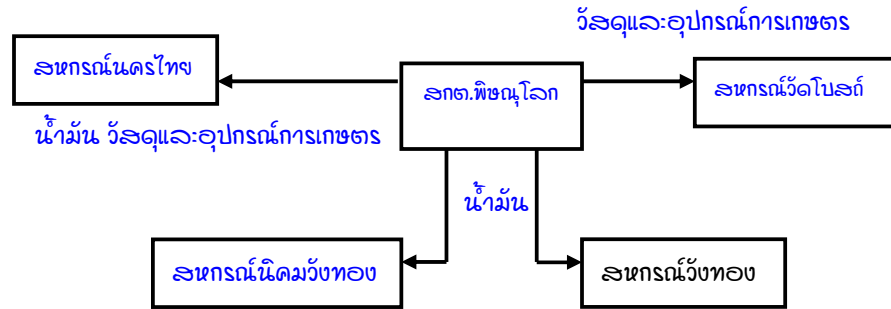 วัสดุและอุปกรณ์การเกษตร
สหกรณ์นครไทย
สกต.พิษณุโลก
สหกรณ์วัดโบสถ์
น้ำมัน วัสดุและอุปกรณ์การเกษตร
น้ำมัน
สหกรณ์นิคมวังทอง
สหกรณ์วังทอง